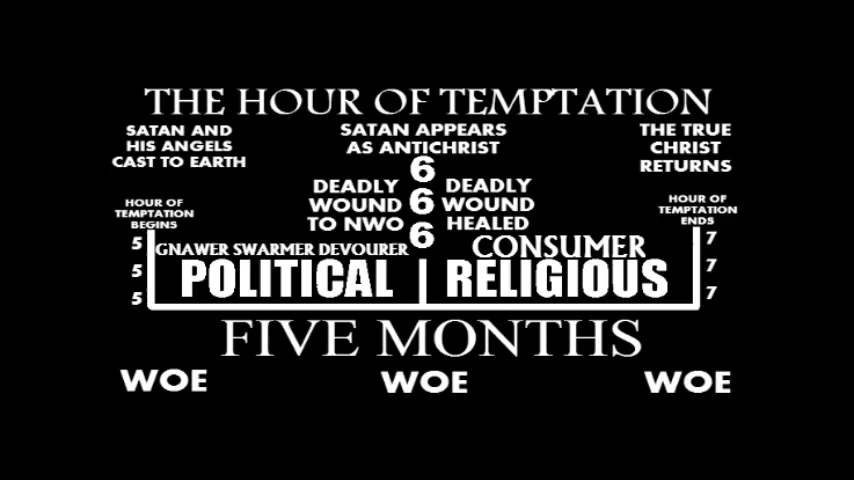 THE HOUR OF TEMPTATION
SATAN AND
HIS ANGELS
CAST TO EARTH
SATAN APPEARS
AS ANTICHRIST
THE TRUE
CHRIST
RETURNS
6
6
6
DEADLY
WOUND
TO NWO
DEADLY
WOUND
HEALED
HOUR OF
TEMPTATION
BEGINS
HOUR OF
TEMPTATION
ENDS
5
5
5
GNAWER SWARMER DEVOURER
CONSUMER
POLITICAL
RELIGIOUS
7
7
7
FIVE MONTHS
WOE
WOE
WOE